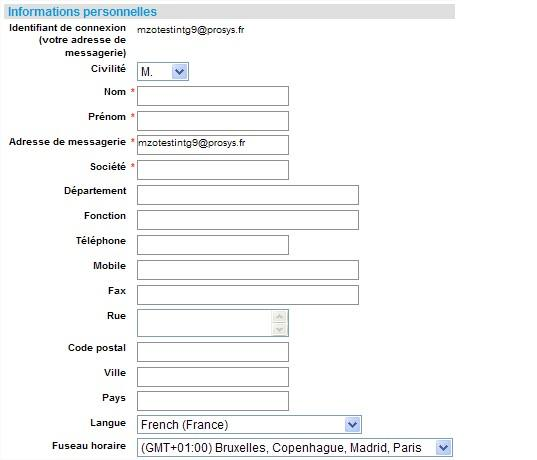 Informations personnelles
Identifiant de connexion mzotestintg9@prosys.fr
(votre adresse de
messagerie)
Civilité M.
Nom *
Prénom *
Adresse de messagerie * mzotestintg9@prosys.fr
Société *
Département
Fonction
Téléphone
Mobile
Fax
Rue
Code postal
Ville
Pays
Langue French (France)
Fuseau horaire (GMT+01:00) Bruxelles, Copenhague, Madrid, Paris